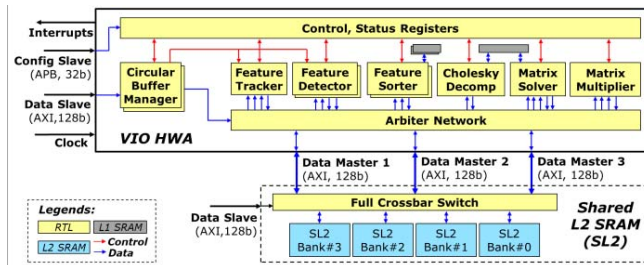 Control, Status Registers
Interrupts
Config Slave
(APB, 32b)
Data Slave
(AXI,128b)
Clock
Circular
Buffer
Manager
Feature
Tracker
Feature
Detector
Feature
Sorter
Cholesky
Decomp
Matrix
Solver
Matrix
Multiplier
Arbiter Network
VIO HWA
Data Master 1
(AXI, 128b)
Data Master 2
(AXI, 128b)
Data Master 3
(AXI, 128b)
Data Slave
(AXI,128b)
Full Crossbar Switch
SL2
Bank#3
SL2
Bank#2
SL2
Bank#1
SL2
Bank#0
Shared
L2 SRAM
(SL2)
Legends:
RTL
L1 SRAM
L2 SRAM
Control
Data